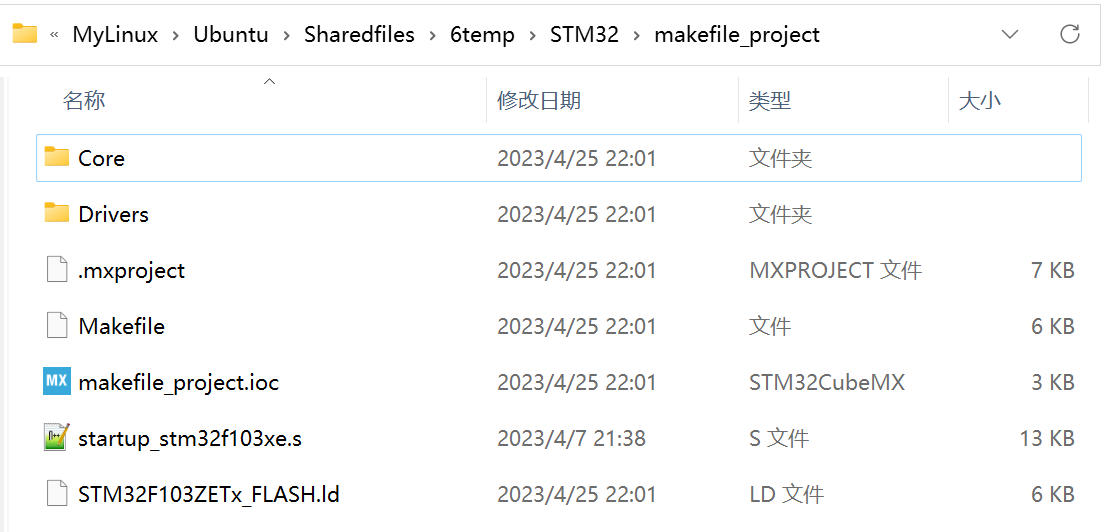 « MyLinux › Ubuntu › Sharedfiles › 6temp › STM32 › makefile_project
名称 修改日期 类型 大小
Core 2023/4/25 22:01 文件夹
Drivers 2023/4/25 22:01 文件夹
.mxproject 2023/4/25 22:01 MXPROJECT 文件 7 KB
Makefile 2023/4/25 22:01 文件 6 KB
MX makefile_project.ioc 2023/4/25 22:01 STM32CubeMX 3 KB
startup_stm32f103xe.s 2023/4/7 21:38 S 文件 13 KB
STM32F103ZETx_FLASH.ld 2023/4/25 22:01 LD 文件 6 KB